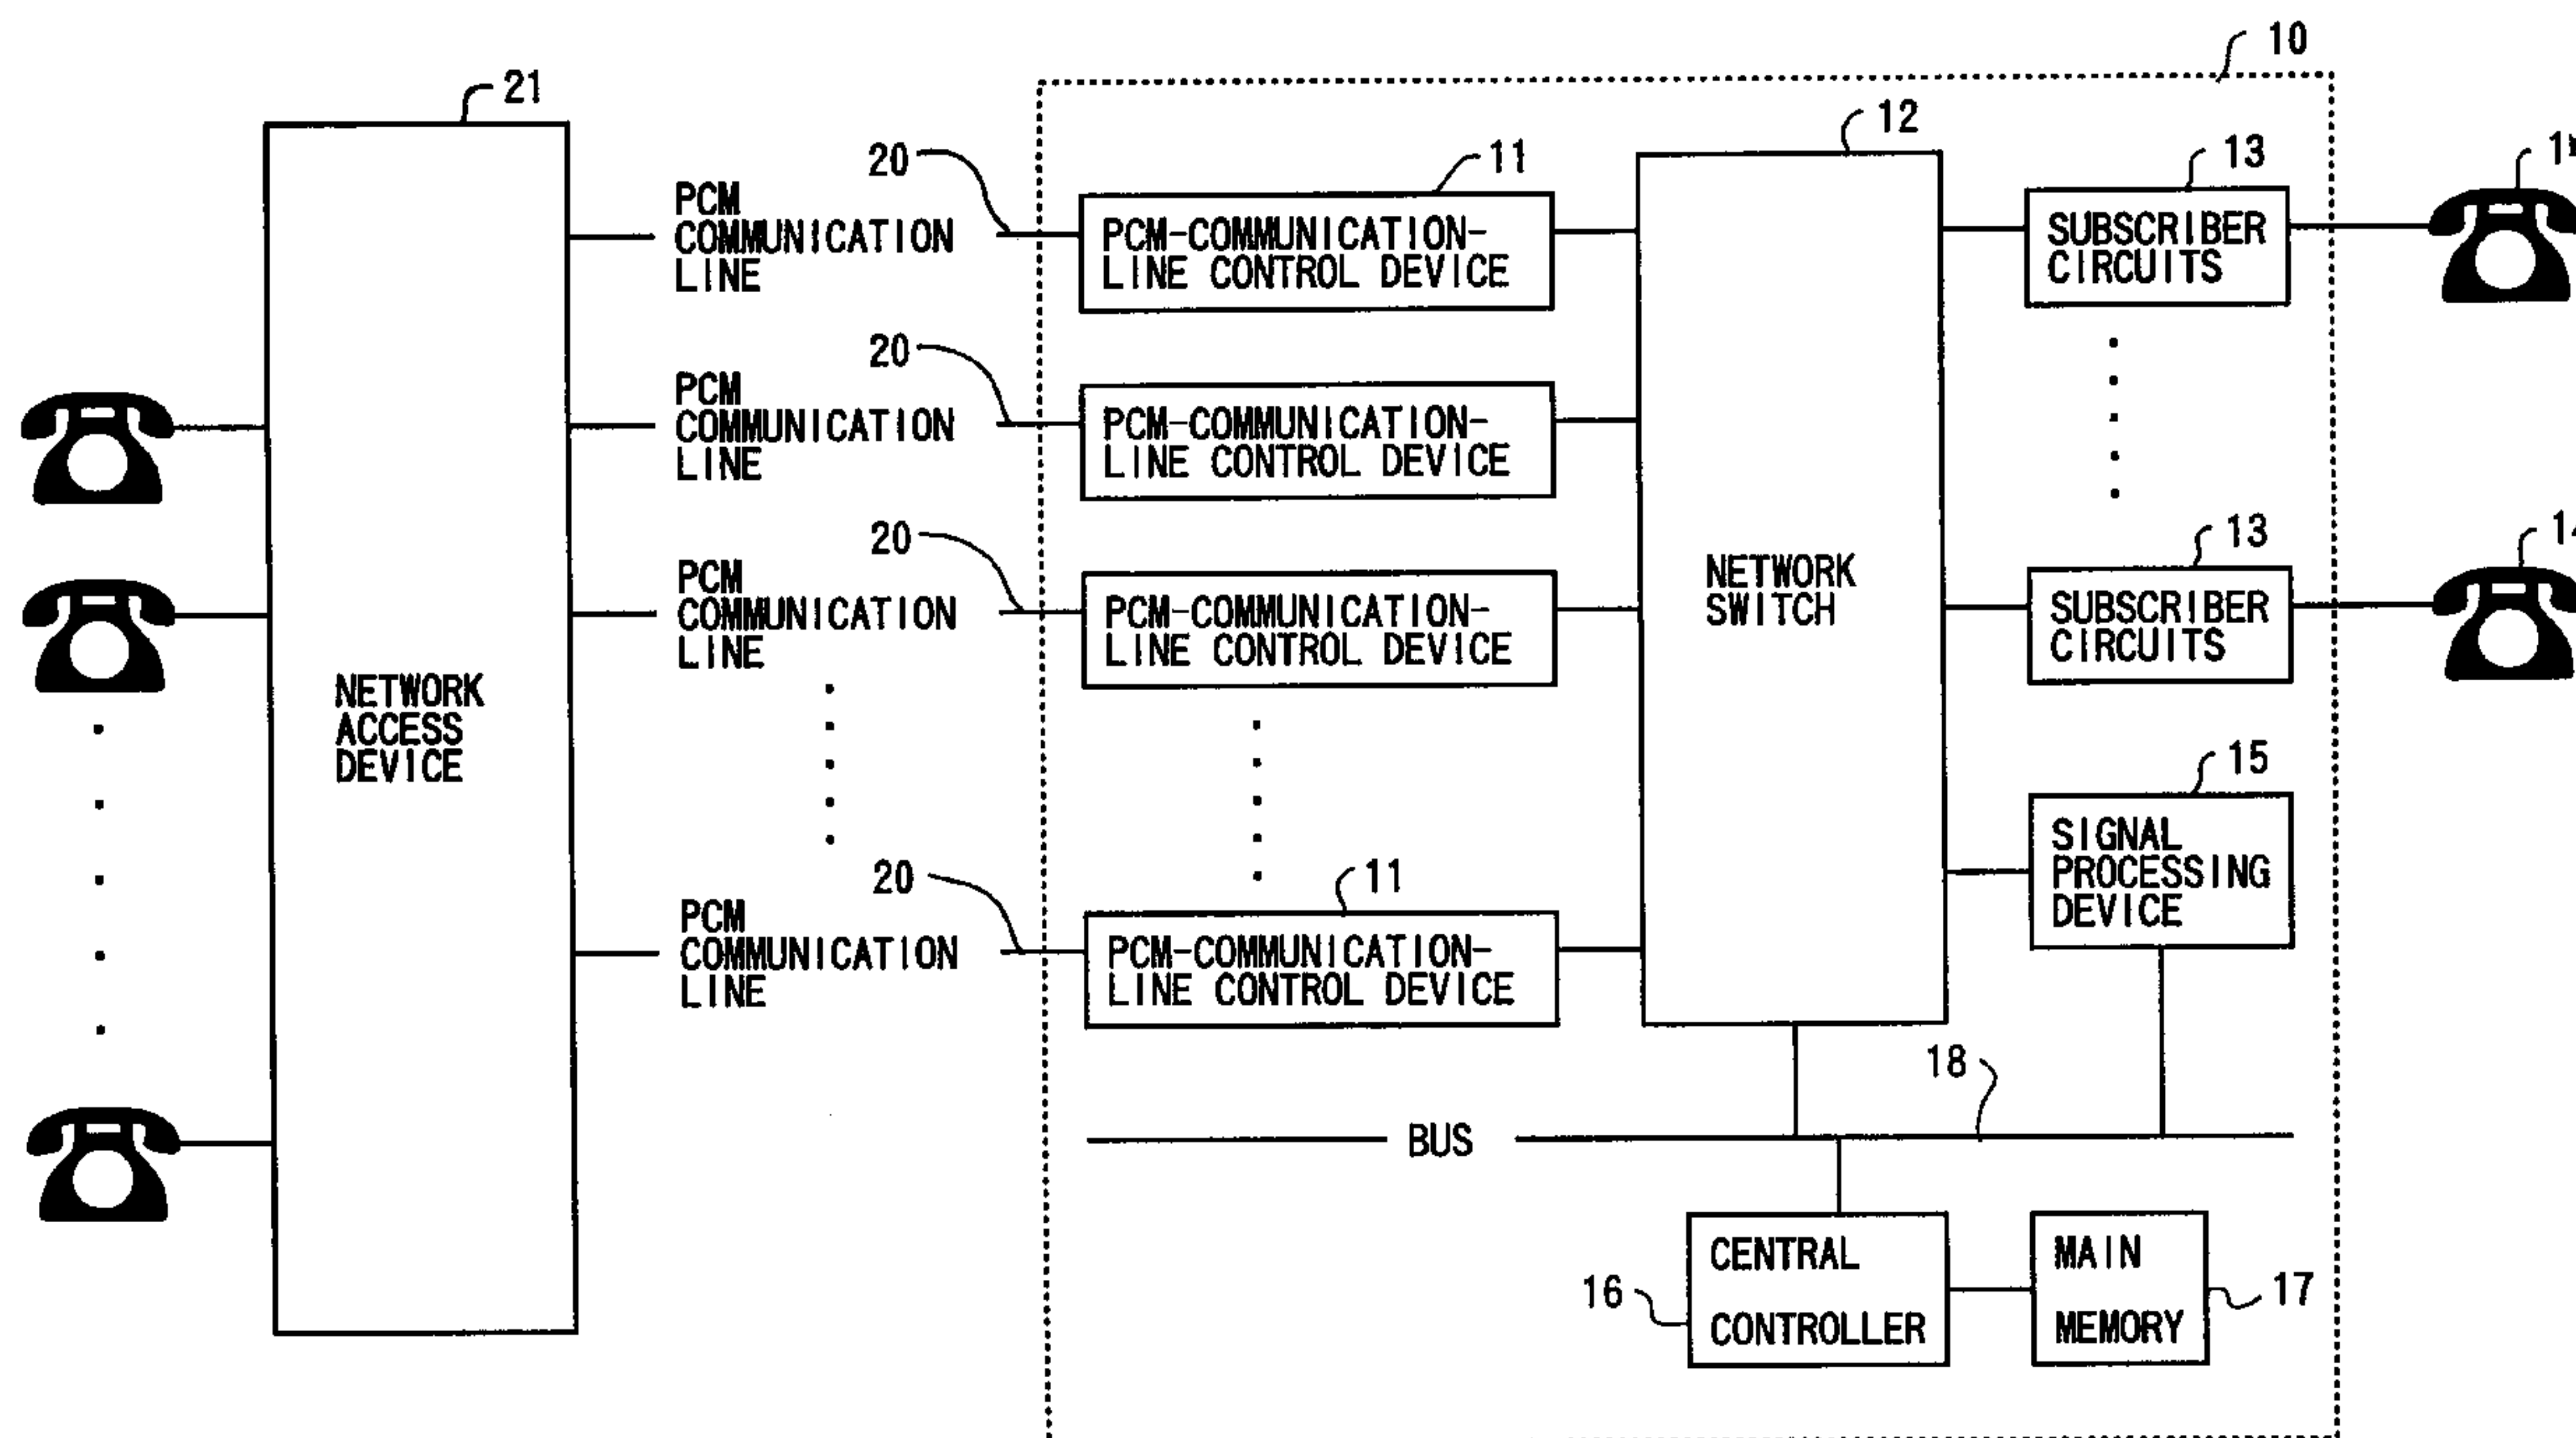 10
21
12
20
11
13
PCM
COMMUNICATION
LINE
PCM-COMMUNICATION-
LINE CONTROL DEVICE
SUBSCRIBER
CIRCUITS
20
PCM
COMMUNICATION
LINE
PCM-COMMUNICATION-
LINE CONTROL DEVICE
20
13
PCM
COMMUNICATION
LINE
PCM-COMMUNICATION-
LINE CONTROL DEVICE
NETWORK
SWITCH
SUBSCRIBER
CIRCUITS
NETWORK
ACCESS
DEVICE
15
SIGNAL
PROCESSING
DEVICE
20
11
PCM
COMMUNICATION
LINE
PCM-COMMUNICATION-
LINE CONTROL DEVICE
18
BUS
CENTRAL
CONTROLLER
16
MAIN
MEMORY
17